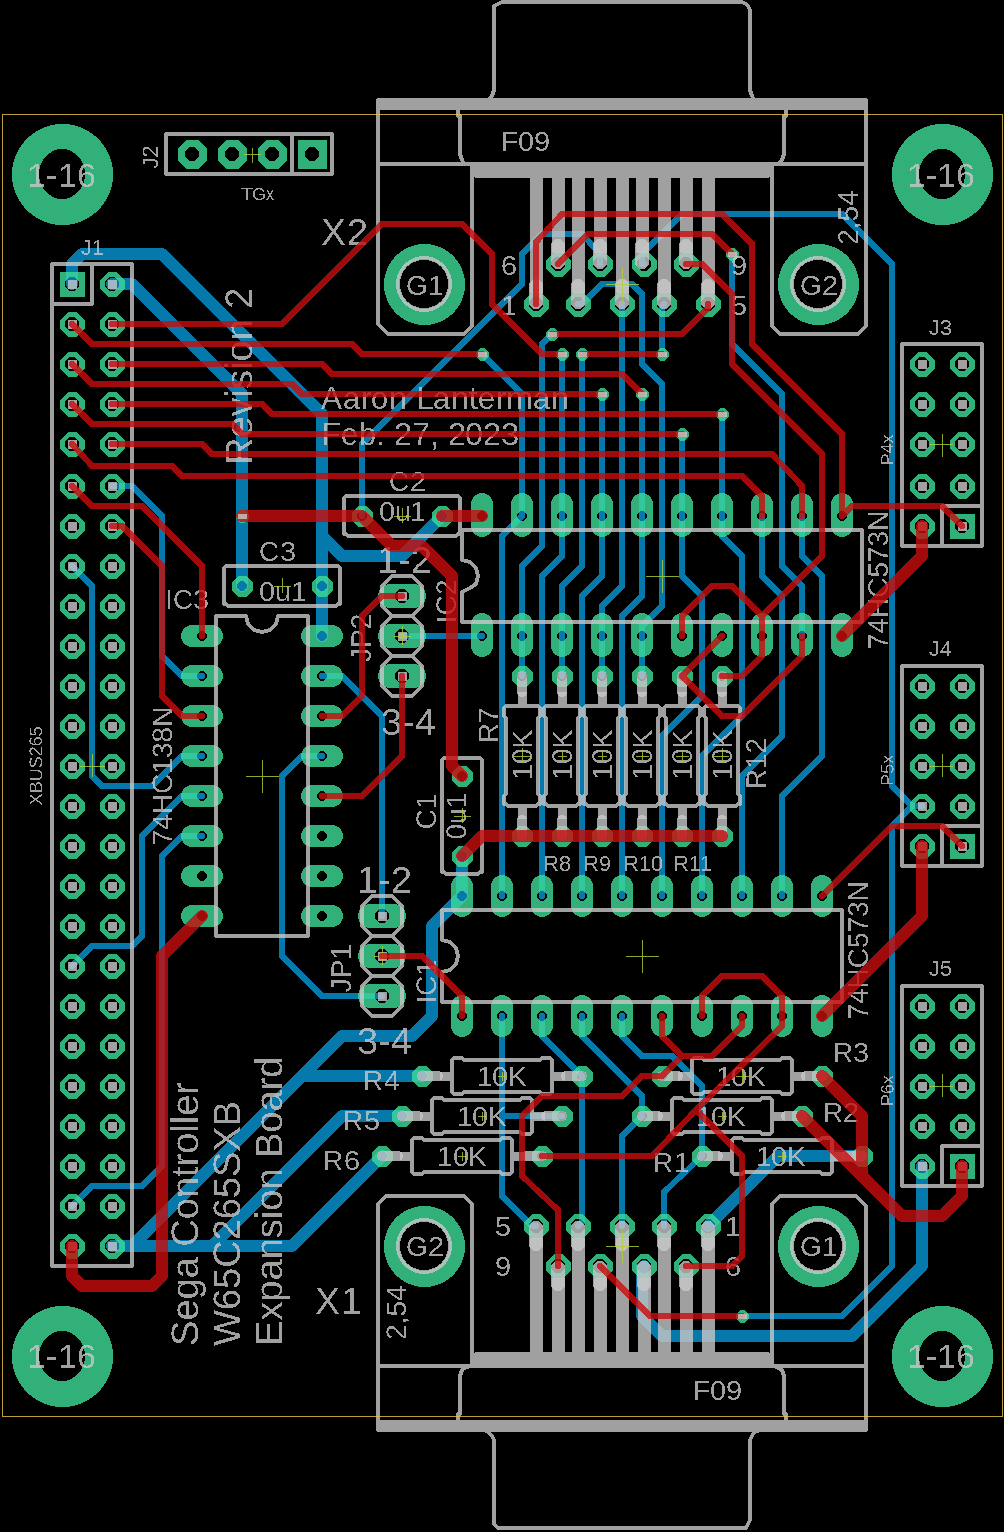 F09
1-16
J2
TGx
1-16
X2
2,54
J1
6
9
G1
G2
1
5
Revision 2
J3
Aaron Lanterman
Feb. 27, 2023
P4x
C2
0u1
C3
0u1
1-2
IC3
IC2
74HC573N
JP2
J4
3-4
R7
10K
10K
10K
10K
10K
10K
R12
XBUS265
74HC138N
P5x
C1
0u1
R8
R9
R10
R11
1-2
74HC573N
JP1
IC1
J5
3-4
R3
R4
10K
10K
P6x
R5
10K
10K
R2
R6
10K
R1
10K
Sega Controller
W65C265SXB
Expansion Board
5
1
G2
G1
9
6
X1
2,54
1-16
1-16
F09